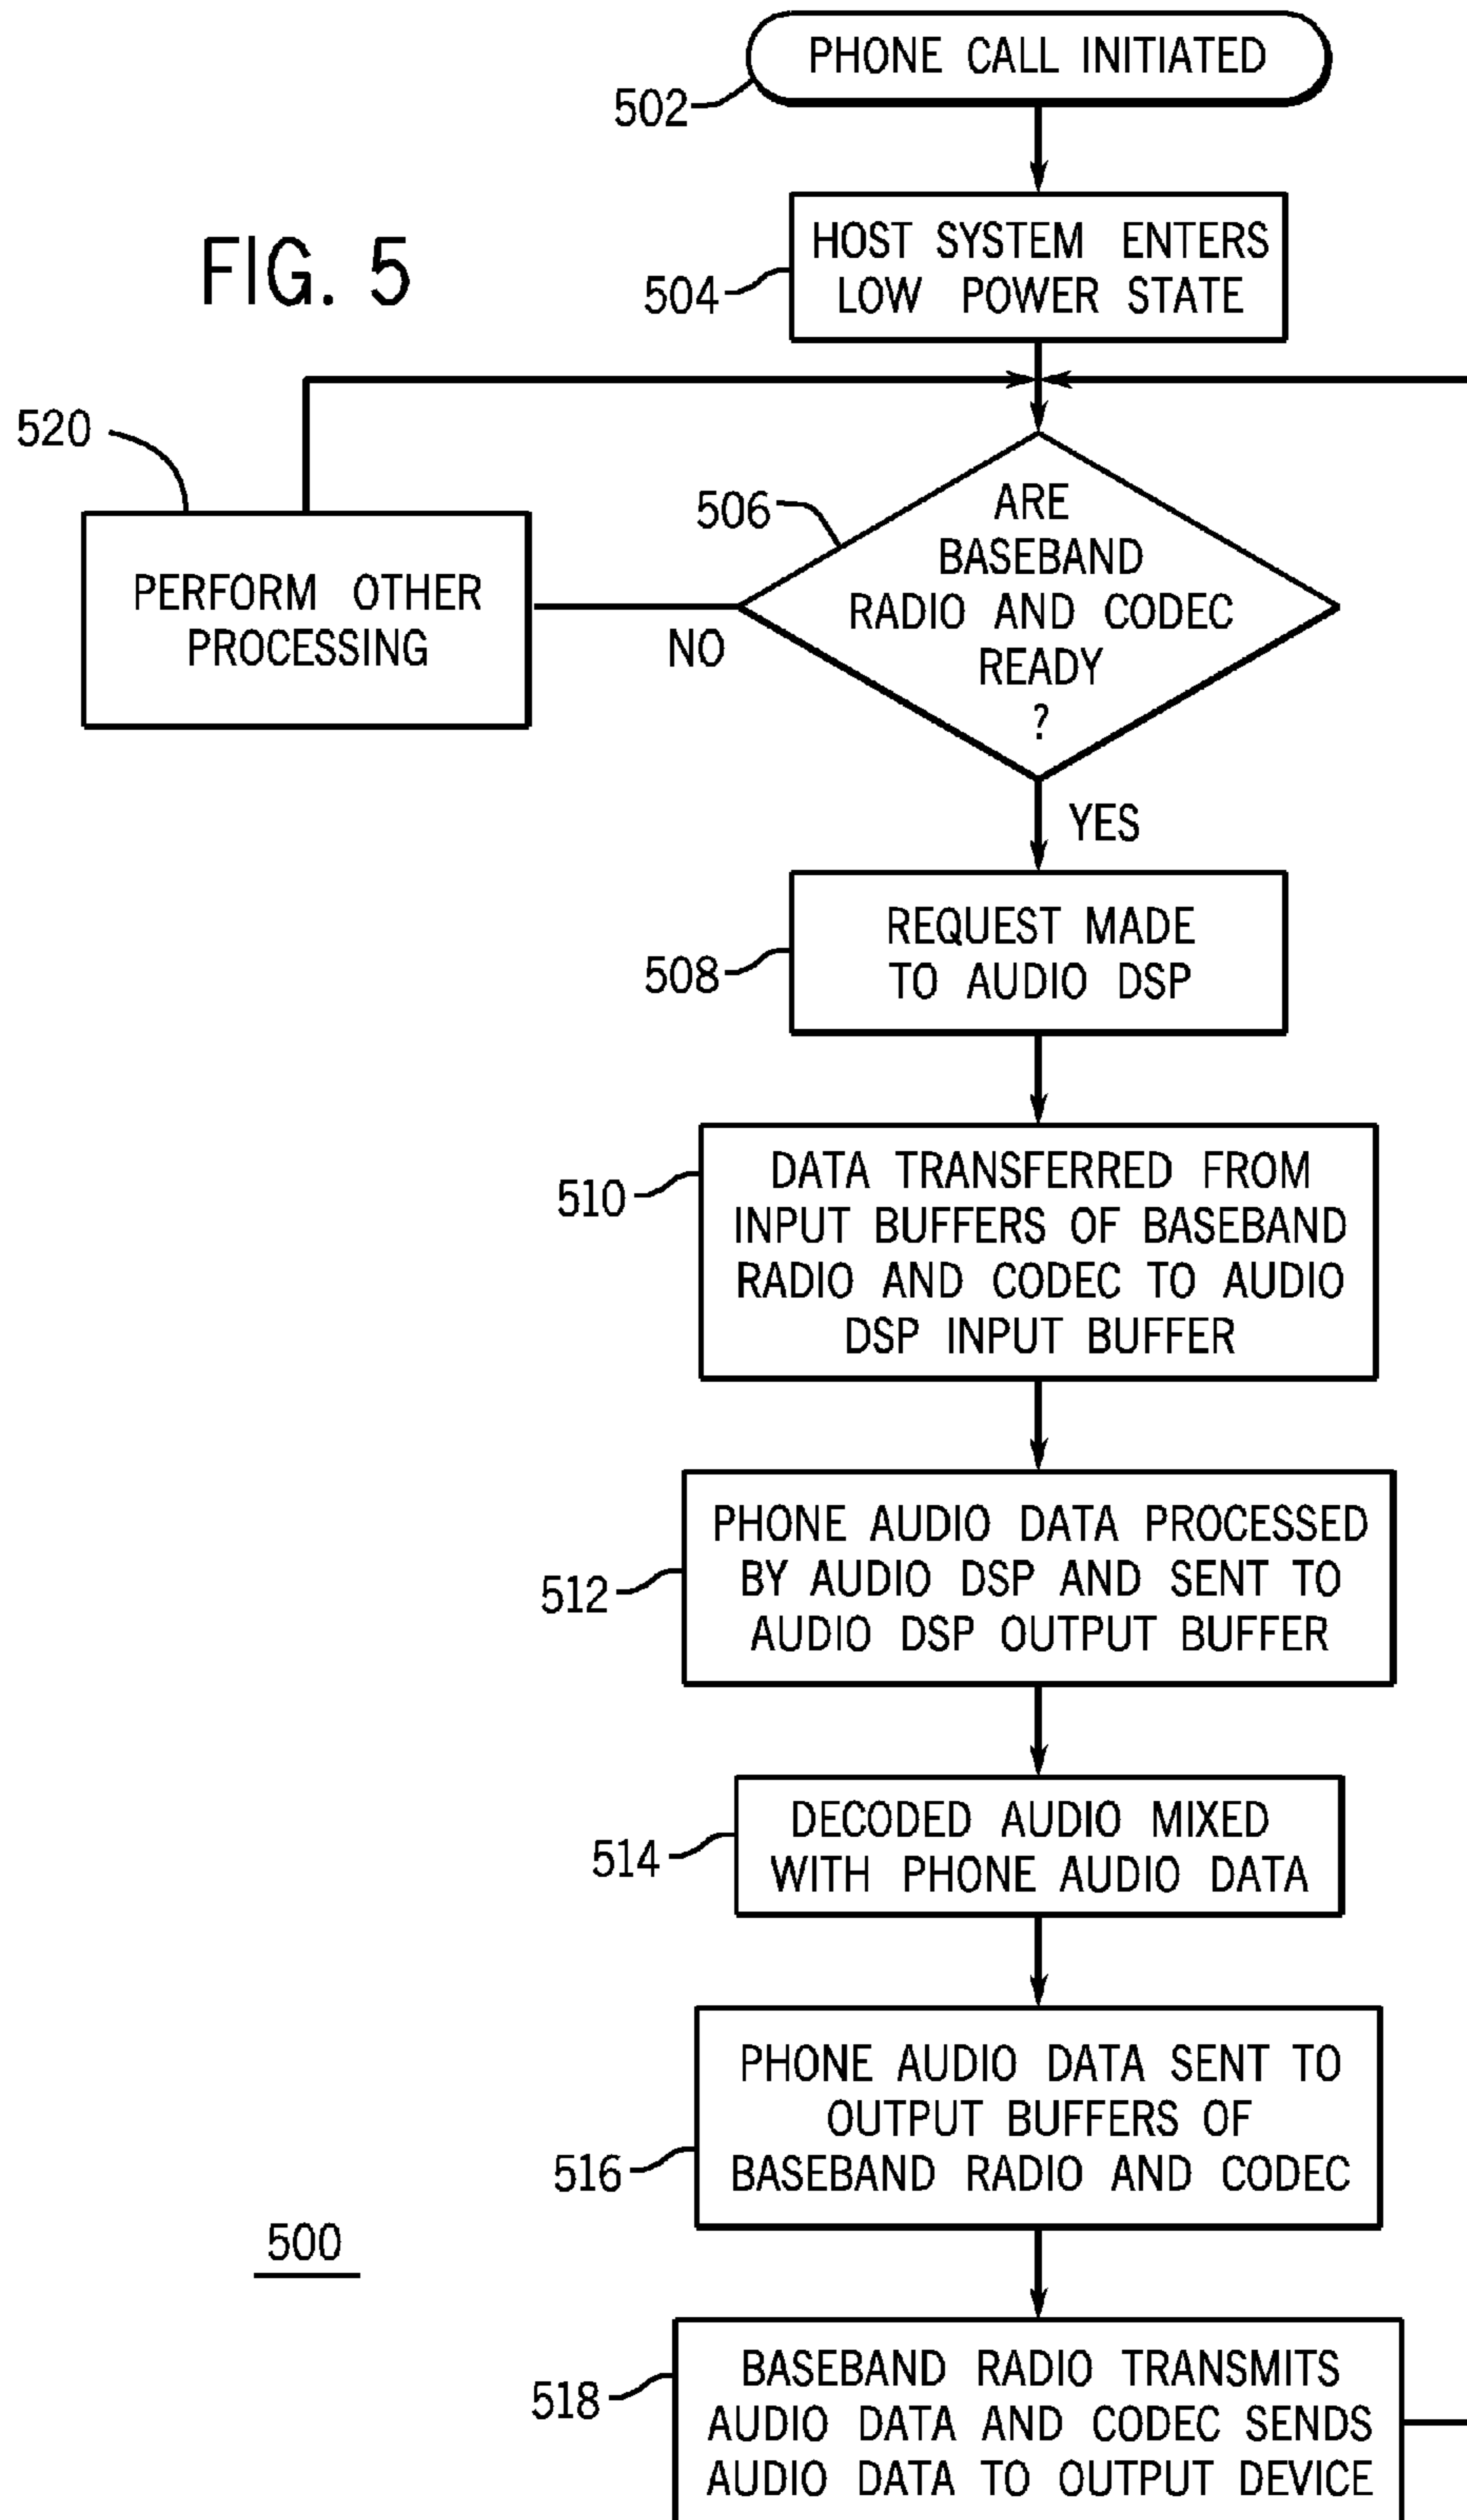 PHONE CALL INITIATED
502
FIG. 5
HOST SYSTEM ENTERS
LOW POWER STATE
504
520
PERFORM OTHER
PROCESSING
506
ARE
BASEBAND
RADIO AND CODEC
READY
?
NO
YES
REQUEST MADE
TO AUDIO DSP
508
DATA TRANSFERRED FROM
INPUT BUFFERS OF BASEBAND
RADIO AND CODEC TO AUDIO
DSP INPUT BUFFER
510
PHONE AUDIO DATA PROCESSED
BY AUDIO DSP AND SENT TO
AUDIO DSP OUTPUT BUFFER
512
DECODED AUDIO MIXED
WITH PHONE AUDIO DATA
514
PHONE AUDIO DATA SENT TO
OUTPUT BUFFERS OF
BASEBAND RADIO AND CODEC
516
500
BASEBAND RADIO TRANSMITS
AUDIO DATA AND CODEC SENDS
AUDIO DATA TO OUTPUT DEVICE
518